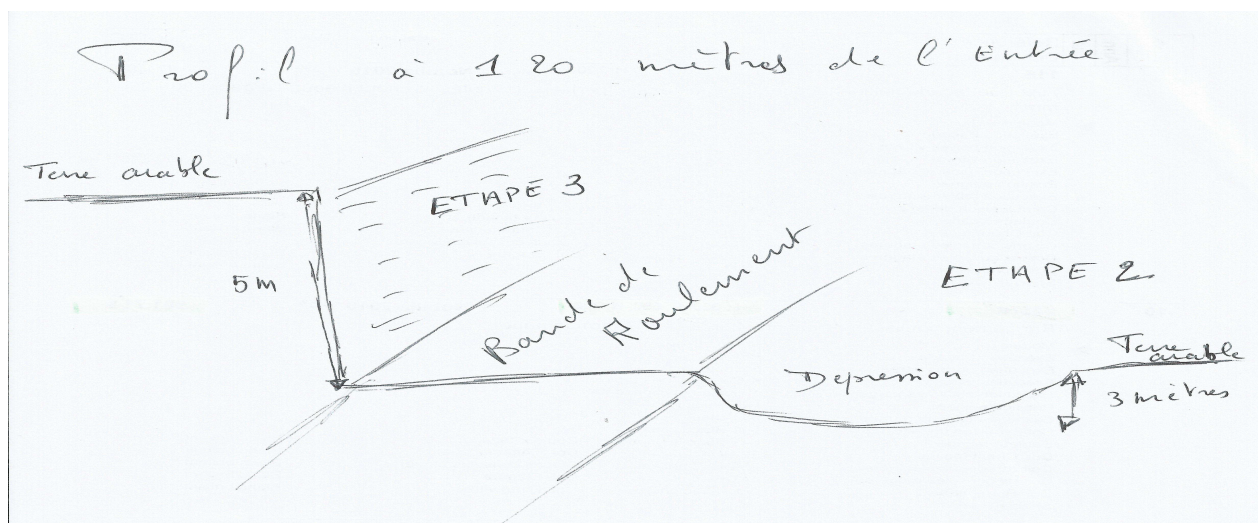 Profil à 120 mètres de l'Entrée
Terre arable
ETAPE 3
5m
Bande de
Roulement
ETAPE 2
Terre
arable
Depression
3 mètres